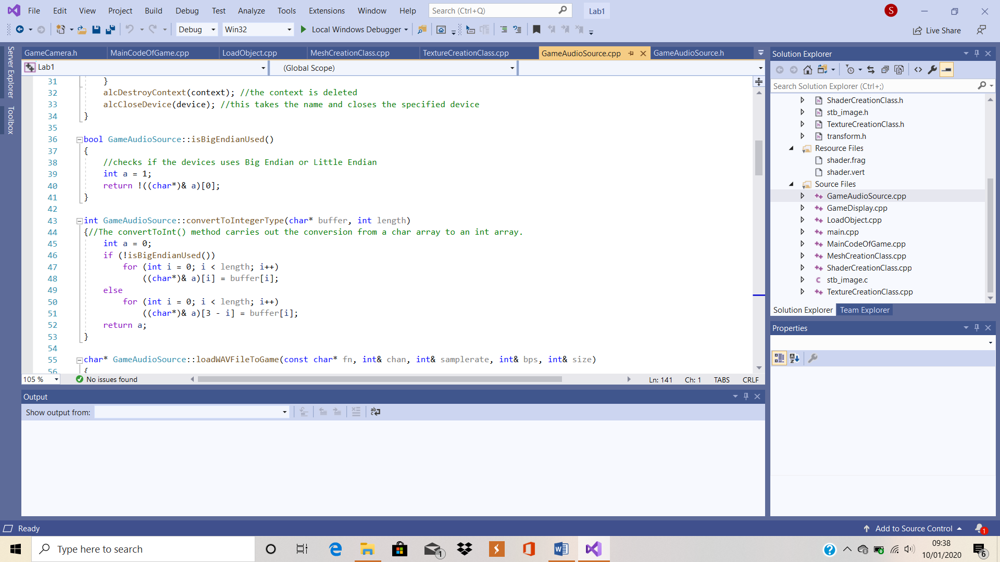 File Edit View Project Build Debug Test Analyze Tools Extensions Window Help Search (Ctrl+Q) Lab1 S
Debug Win32 Local Windows Debugger Live Share
Server Explorer
Toolbox
GameCamera.h MainCodeOfGame.cpp LoadObject.cpp MeshCreationClass.cpp TextureCreationClass.cpp GameAudioSource.cpp GameAudioSource.h
Lab1 (Global Scope)
31 }
32 alcDestroyContext(context); //the context is deleted
33 alcCloseDevice(device); //this takes the name and closes the specified device
34 }
35
36 bool GameAudioSource::isBigEndianUsed()
37 {
38 //checks if the devices uses Big Endian or Little Endian
39 int a = 1;
40 return !((char*)& a)[0];
41 }
42
43 int GameAudioSource::convertToIntegerType(char* buffer, int length)
44 {//The convertToInt() method carries out the conversion from a char array to an int array.
45 int a = 0;
46 if (!isBigEndianUsed())
47 for (int i = 0; i < length; i++)
48 ((char*)& a)[i] = buffer[i];
49 else
50 for (int i = 0; i < length; i++)
51 ((char*)& a)[3 - i] = buffer[i];
52 return a;
53 }
54
55 char* GameAudioSource::loadWAVFileToGame(const char* fn, int& chan, int& samplerate, int& bps, int& size)
56 {
105 % No issues found Ln: 141 Ch: 1 TABS CRLF
Output
Show output from:
Solution Explorer
Search Solution Explorer (Ctrl+;)
ShaderCreationClass.h
stb_image.h
TextureCreationClass.h
transform.h
Resource Files
shader.frag
shader.vert
Source Files
GameAudioSource.cpp
GameDisplay.cpp
LoadObject.cpp
main.cpp
MainCodeOfGame.cpp
MeshCreationClass.cpp
ShaderCreationClass.cpp
stb_image.c
TextureCreationClass.cpp
Solution Explorer Team Explorer
Properties
Ready Add to Source Control 1
Type here to search 1 09:38
10/01/2020 6